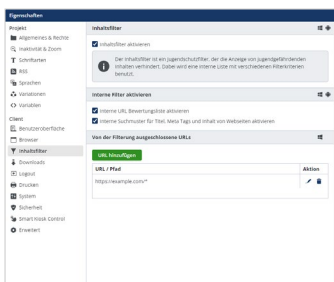 Eigenschaften
Projekt
Allgemeines & Rechte
Inaktivität & Zoom
Schriftarten
RSS
Sprachen
Variationen
Variablen
Client
Benutzeroberfläche
Browser
Inhaltsfilter
Downloads
Logout
Drucken
System
Sicherheit
Smart Kiosk Control
Erweitert
Inhaltsfilter
Inhaltsfilter aktivieren
Der Inhaltsfilter ist ein Jugendschutzfilter, der die Anzeige von jugendgefährdenden
Inhalten verhindert. Dabei wird eine interne Liste mit verschiedenen Filterkriterien
benutzt.
Interne Filter aktivieren
Interne URL Bewertungsliste aktivieren
Interne Suchmuster für Titel, Meta Tags und Inhalt von Webseiten aktivieren
Von der Filterung ausgeschlossene URLs
URL hinzufügen
URL / Pfad Aktion
https://example.com/*